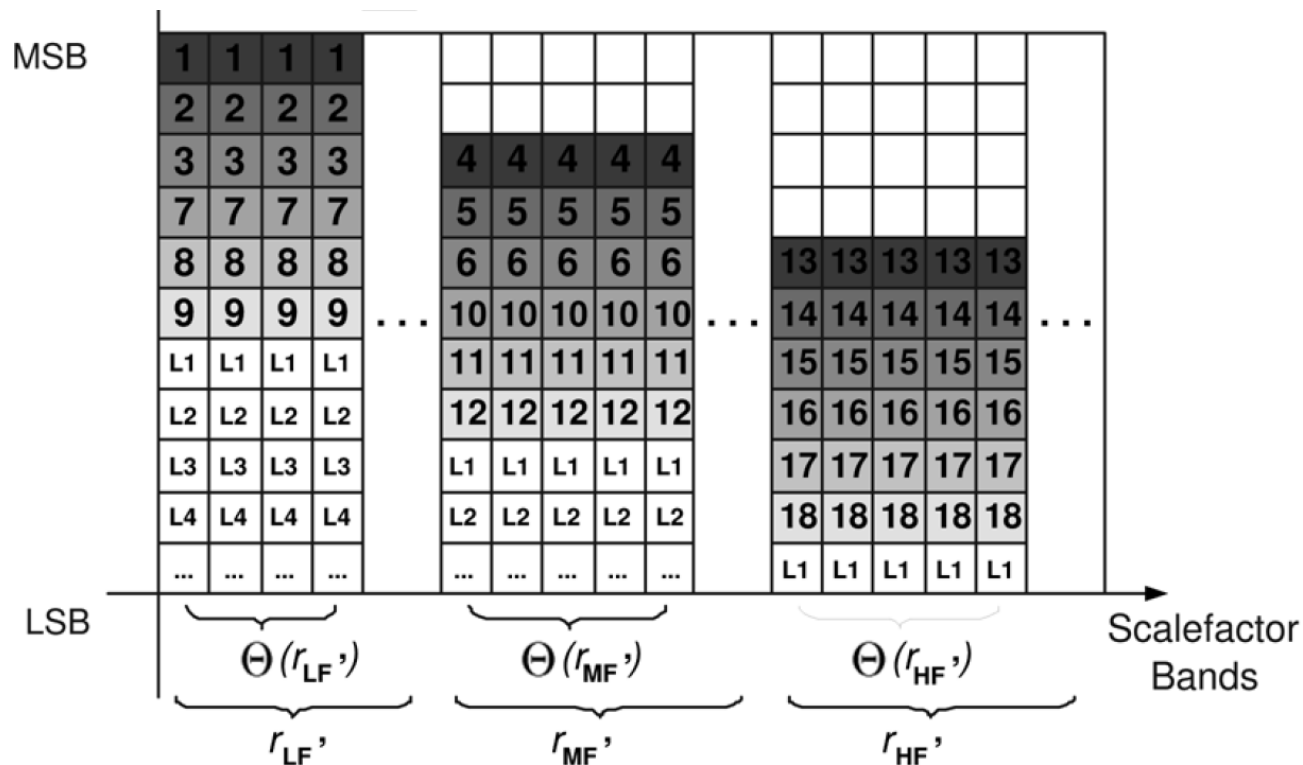 MSB 1 1 1 1
2 2 2 2
3 3 3 3 4 4 4 4 4
7 7 7 7 5 5 5 5 5
8 8 8 8 6 6 6 6 6 13 13 13 13 13
9 9 9 9 ... 10 10 10 10 10 ... 14 14 14 14 14 ...
L1 L1 L1 L1 11 11 11 11 11 15 15 15 15 15
L2 L2 L2 L2 12 12 12 12 12 16 16 16 16 16
L3 L3 L3 L3 L1 L1 L1 L1 L1 17 17 17 17 17
L4 L4 L4 L4 L2 L2 L2 L2 L2 18 18 18 18 18
... ... ... ... ... ... ... ... ... L1 L1 L1 L1 L1
LSB
Scalefactor
Bands
Θ(rLF’) Θ(rMF’) Θ(rHF’)
rLF’ rMF’ rHF’